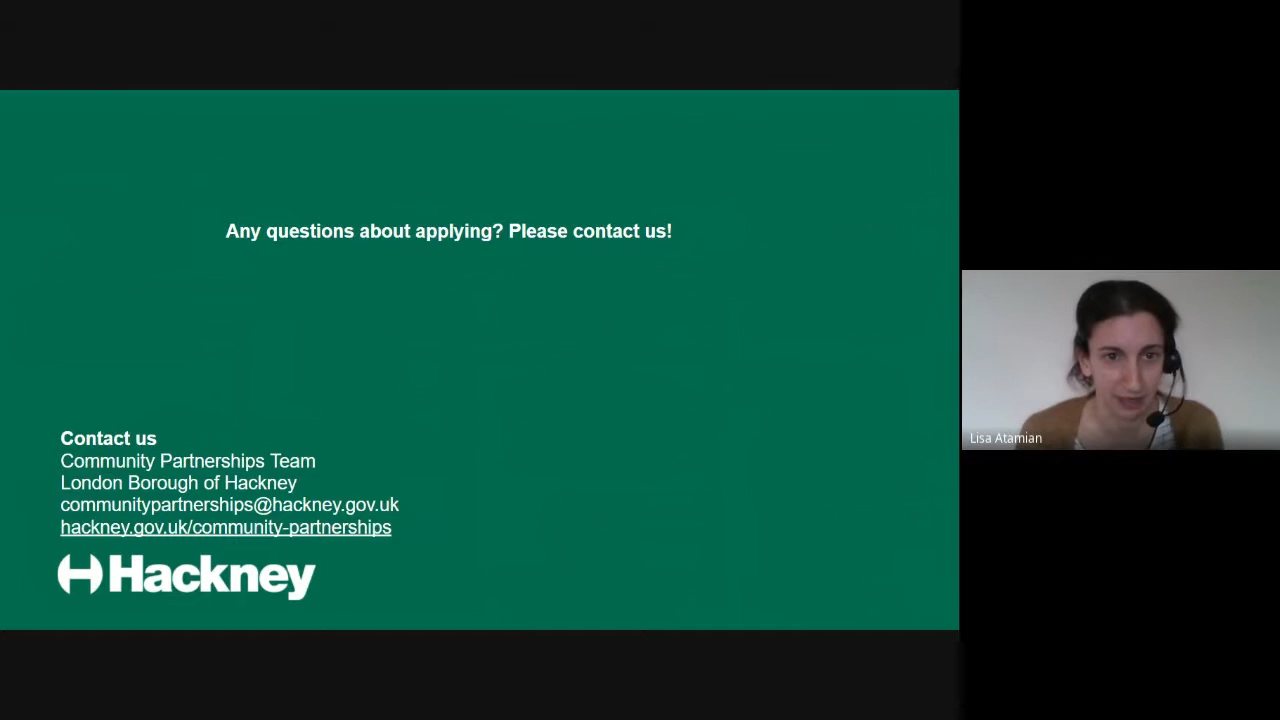 Any questions about applying? Please contact us!
Contact us
Community Partnerships Team
London Borough of Hackney
communitypartnerships@hackney.gov.uk
hackney.gov.uk/community-partnerships
Hackney
Lisa Atamian